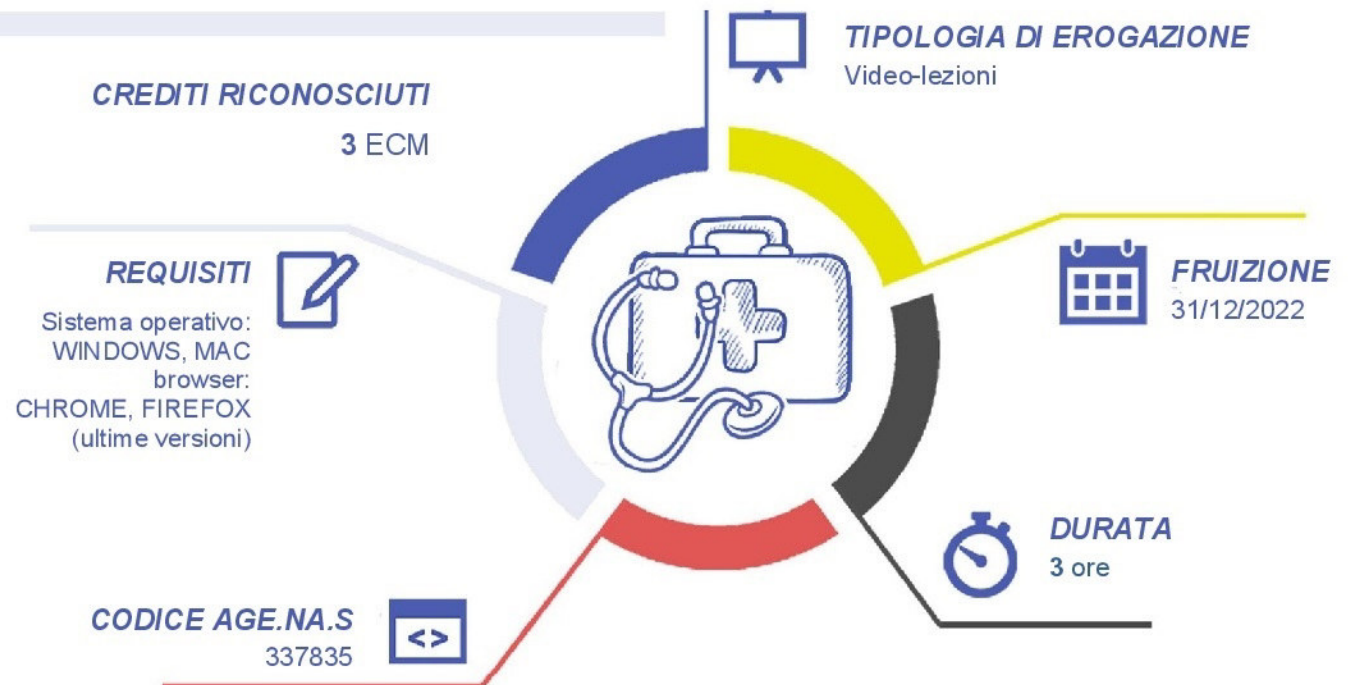 TIPOLOGIA DI EROGAZIONE
Video-lezioni
CREDITI RICONOSCIUTI
3 ECM
REQUISITI
Sistema operativo:
WINDOWS, MAC
browser:
CHROME, FIREFOX
(ultime versioni)
FRUIZIONE
31/12/2022
DURATA
3 ore
CODICE AGE.NA.S
337835
<>